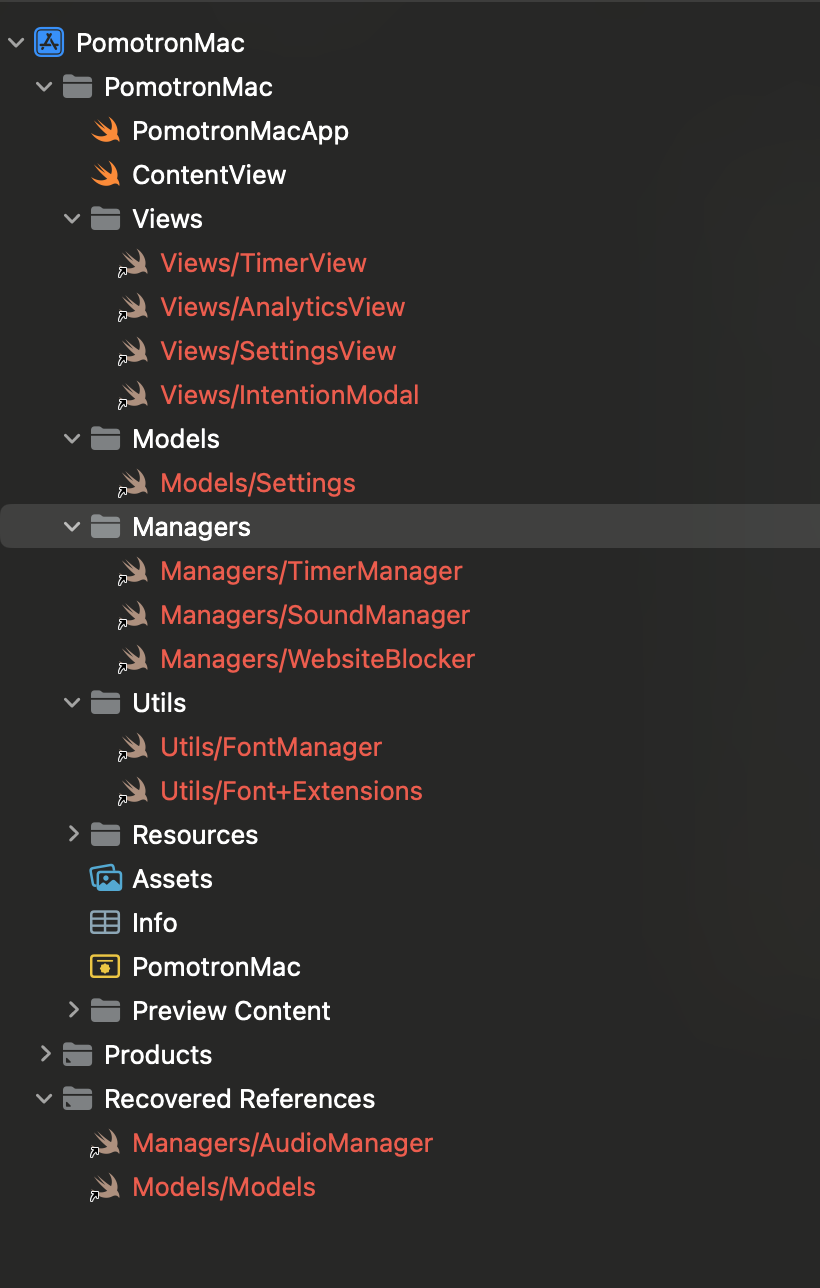 PomotronMac
PomotronMac
PomotronMacApp
ContentView
Views
Views/TimerView
Views/AnalyticsView
Views/SettingsView
Views/IntentionModal
Models
Models/Settings
Managers
Managers/TimerManager
Managers/SoundManager
Managers/WebsiteBlocker
Utils
Utils/FontManager
Utils/Font+Extensions
Resources
Assets
Info
PomotronMac
Preview Content
Products
Recovered References
Managers/AudioManager
Models/Models